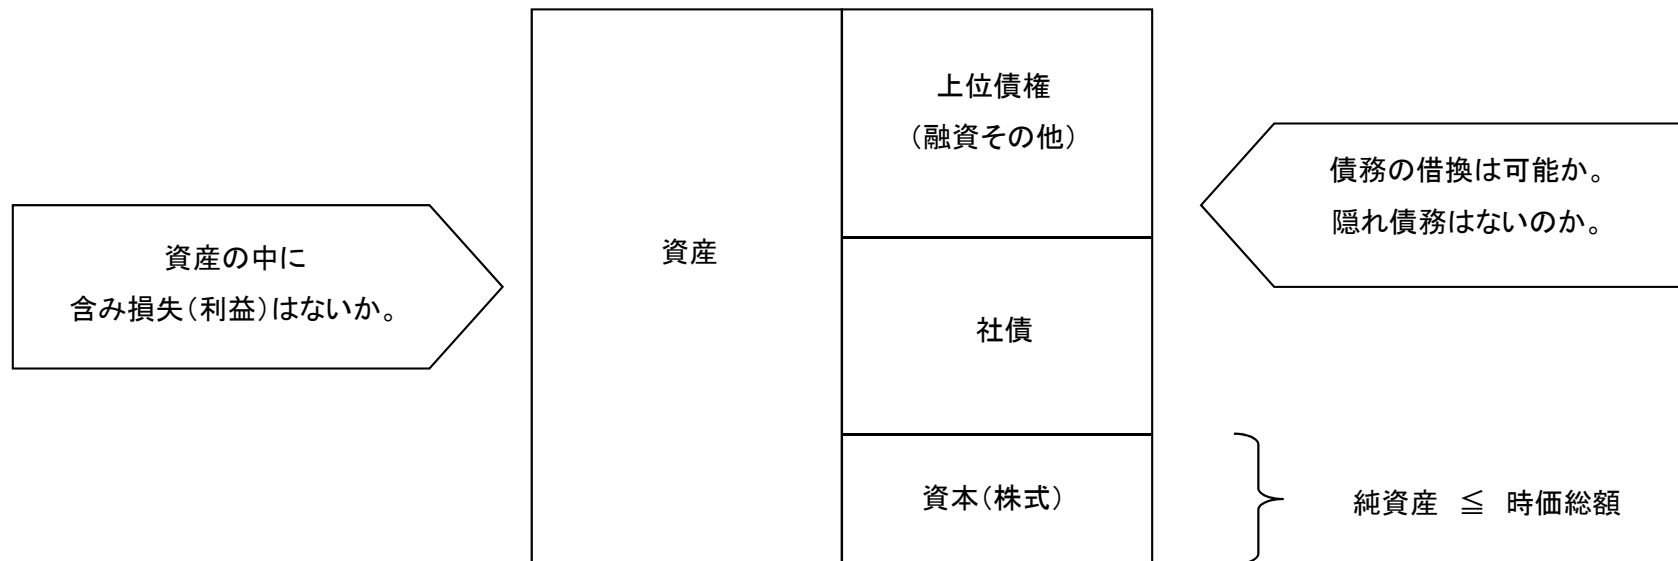 資産の中に
含み損失（利益）はないか。
資産
上位債権
（融資その他）
社債
資本（株式）
債務の借換は可能か。
隠れ債務はないのか。
純資産 ≦ 時価総額